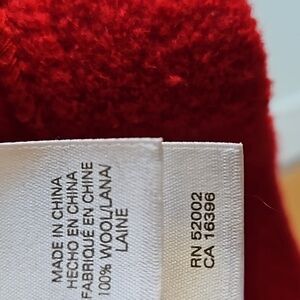 MADE IN CHINA
HECHO EN CHINA
FABRIQUÉ EN CHINE
100% WOOL/LANA/
LAINE
RN 52002
CA 16396